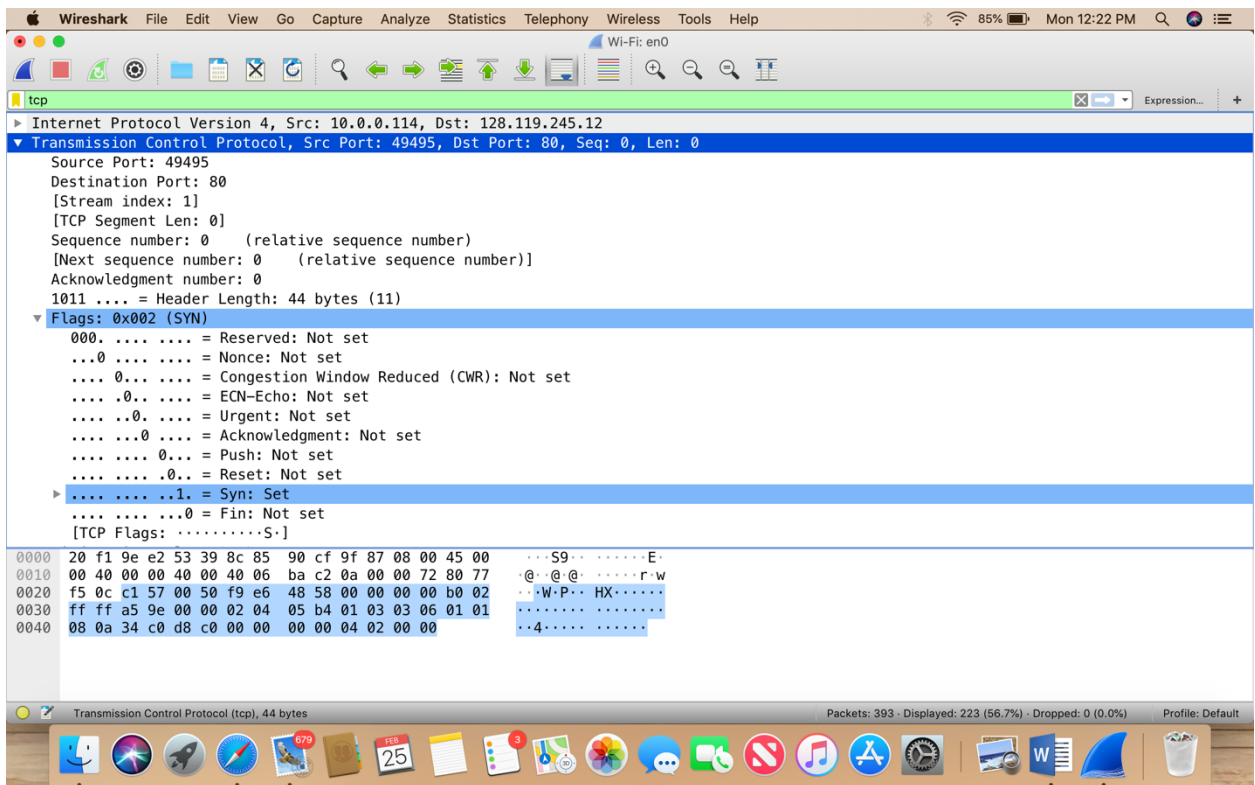 Wireshark File Edit View Go Capture Analyze Statistics Telephony Wireless Tools Help 85% Mon 12:22 PM
Wi-Fi: en0
tcp Expression... +
Internet Protocol Version 4, Src: 10.0.0.114, Dst: 128.119.245.12
Transmission Control Protocol, Src Port: 49495, Dst Port: 80, Seq: 0, Len: 0
Source Port: 49495
Destination Port: 80
[Stream index: 1]
[TCP Segment Len: 0]
Sequence number: 0 (relative sequence number)
[Next sequence number: 0 (relative sequence number)]
Acknowledgment number: 0
1011 .... = Header Length: 44 bytes (11)
Flags: 0x002 (SYN)
000. .... .... = Reserved: Not set
...0 .... .... = Nonce: Not set
.... 0... .... = Congestion Window Reduced (CWR): Not set
.... .0.. .... = ECN-Echo: Not set
.... ..0. .... = Urgent: Not set
.... ...0 .... = Acknowledgment: Not set
.... .... 0... = Push: Not set
.... .... .0.. = Reset: Not set
.... .... ..1. = Syn: Set
.... .... ...0 = Fin: Not set
[TCP Flags: ··········S·]
0000 20 f1 9e e2 53 39 8c 85 90 cf 9f 87 08 00 45 00 ···S9·· ······E·
0010 00 40 00 00 40 00 40 06 ba c2 0a 00 00 72 80 77 ·@··@·@· ·····r·w
0020 f5 0c c1 57 00 50 f9 e6 48 58 00 00 00 00 b0 02 ···W·P·· HX······
0030 ff ff a5 9e 00 00 02 04 05 b4 01 03 03 06 01 01 ········ ········
0040 08 0a 34 c0 d8 c0 00 00 00 00 04 02 00 00 ··4····· ······
Transmission Control Protocol (tcp), 44 bytes Packets: 393 · Displayed: 223 (56.7%) · Dropped: 0 (0.0%) Profile: Default
679
FEB
25
3
W